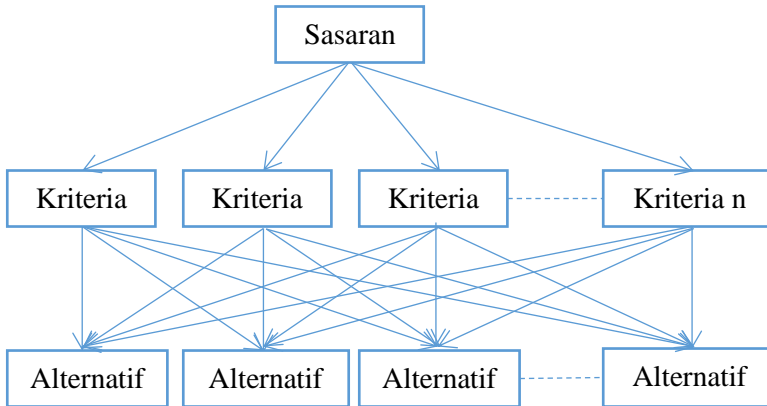 Sasaran
Kriteria
Kriteria
Kriteria
Kriteria n
Alternatif
Alternatif
Alternatif
Alternatif